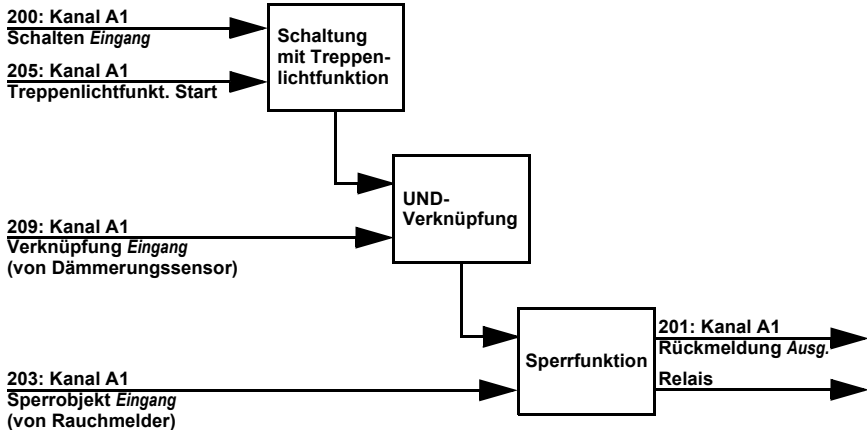 200: Kanal A1
Schalten Eingang
205: Kanal A1
Treppenlichtfunkt. Start
Schaltung
mit Treppen-
lichtfunktion
UND-
Verknüpfung
209: Kanal A1
Verknüpfung Eingang
(von Dämmerungssensor)
Sperrfunktion
201: Kanal A1
Rückmeldung Ausg.
Relais
203: Kanal A1
Sperrobjekt Eingang
(von Rauchmelder)